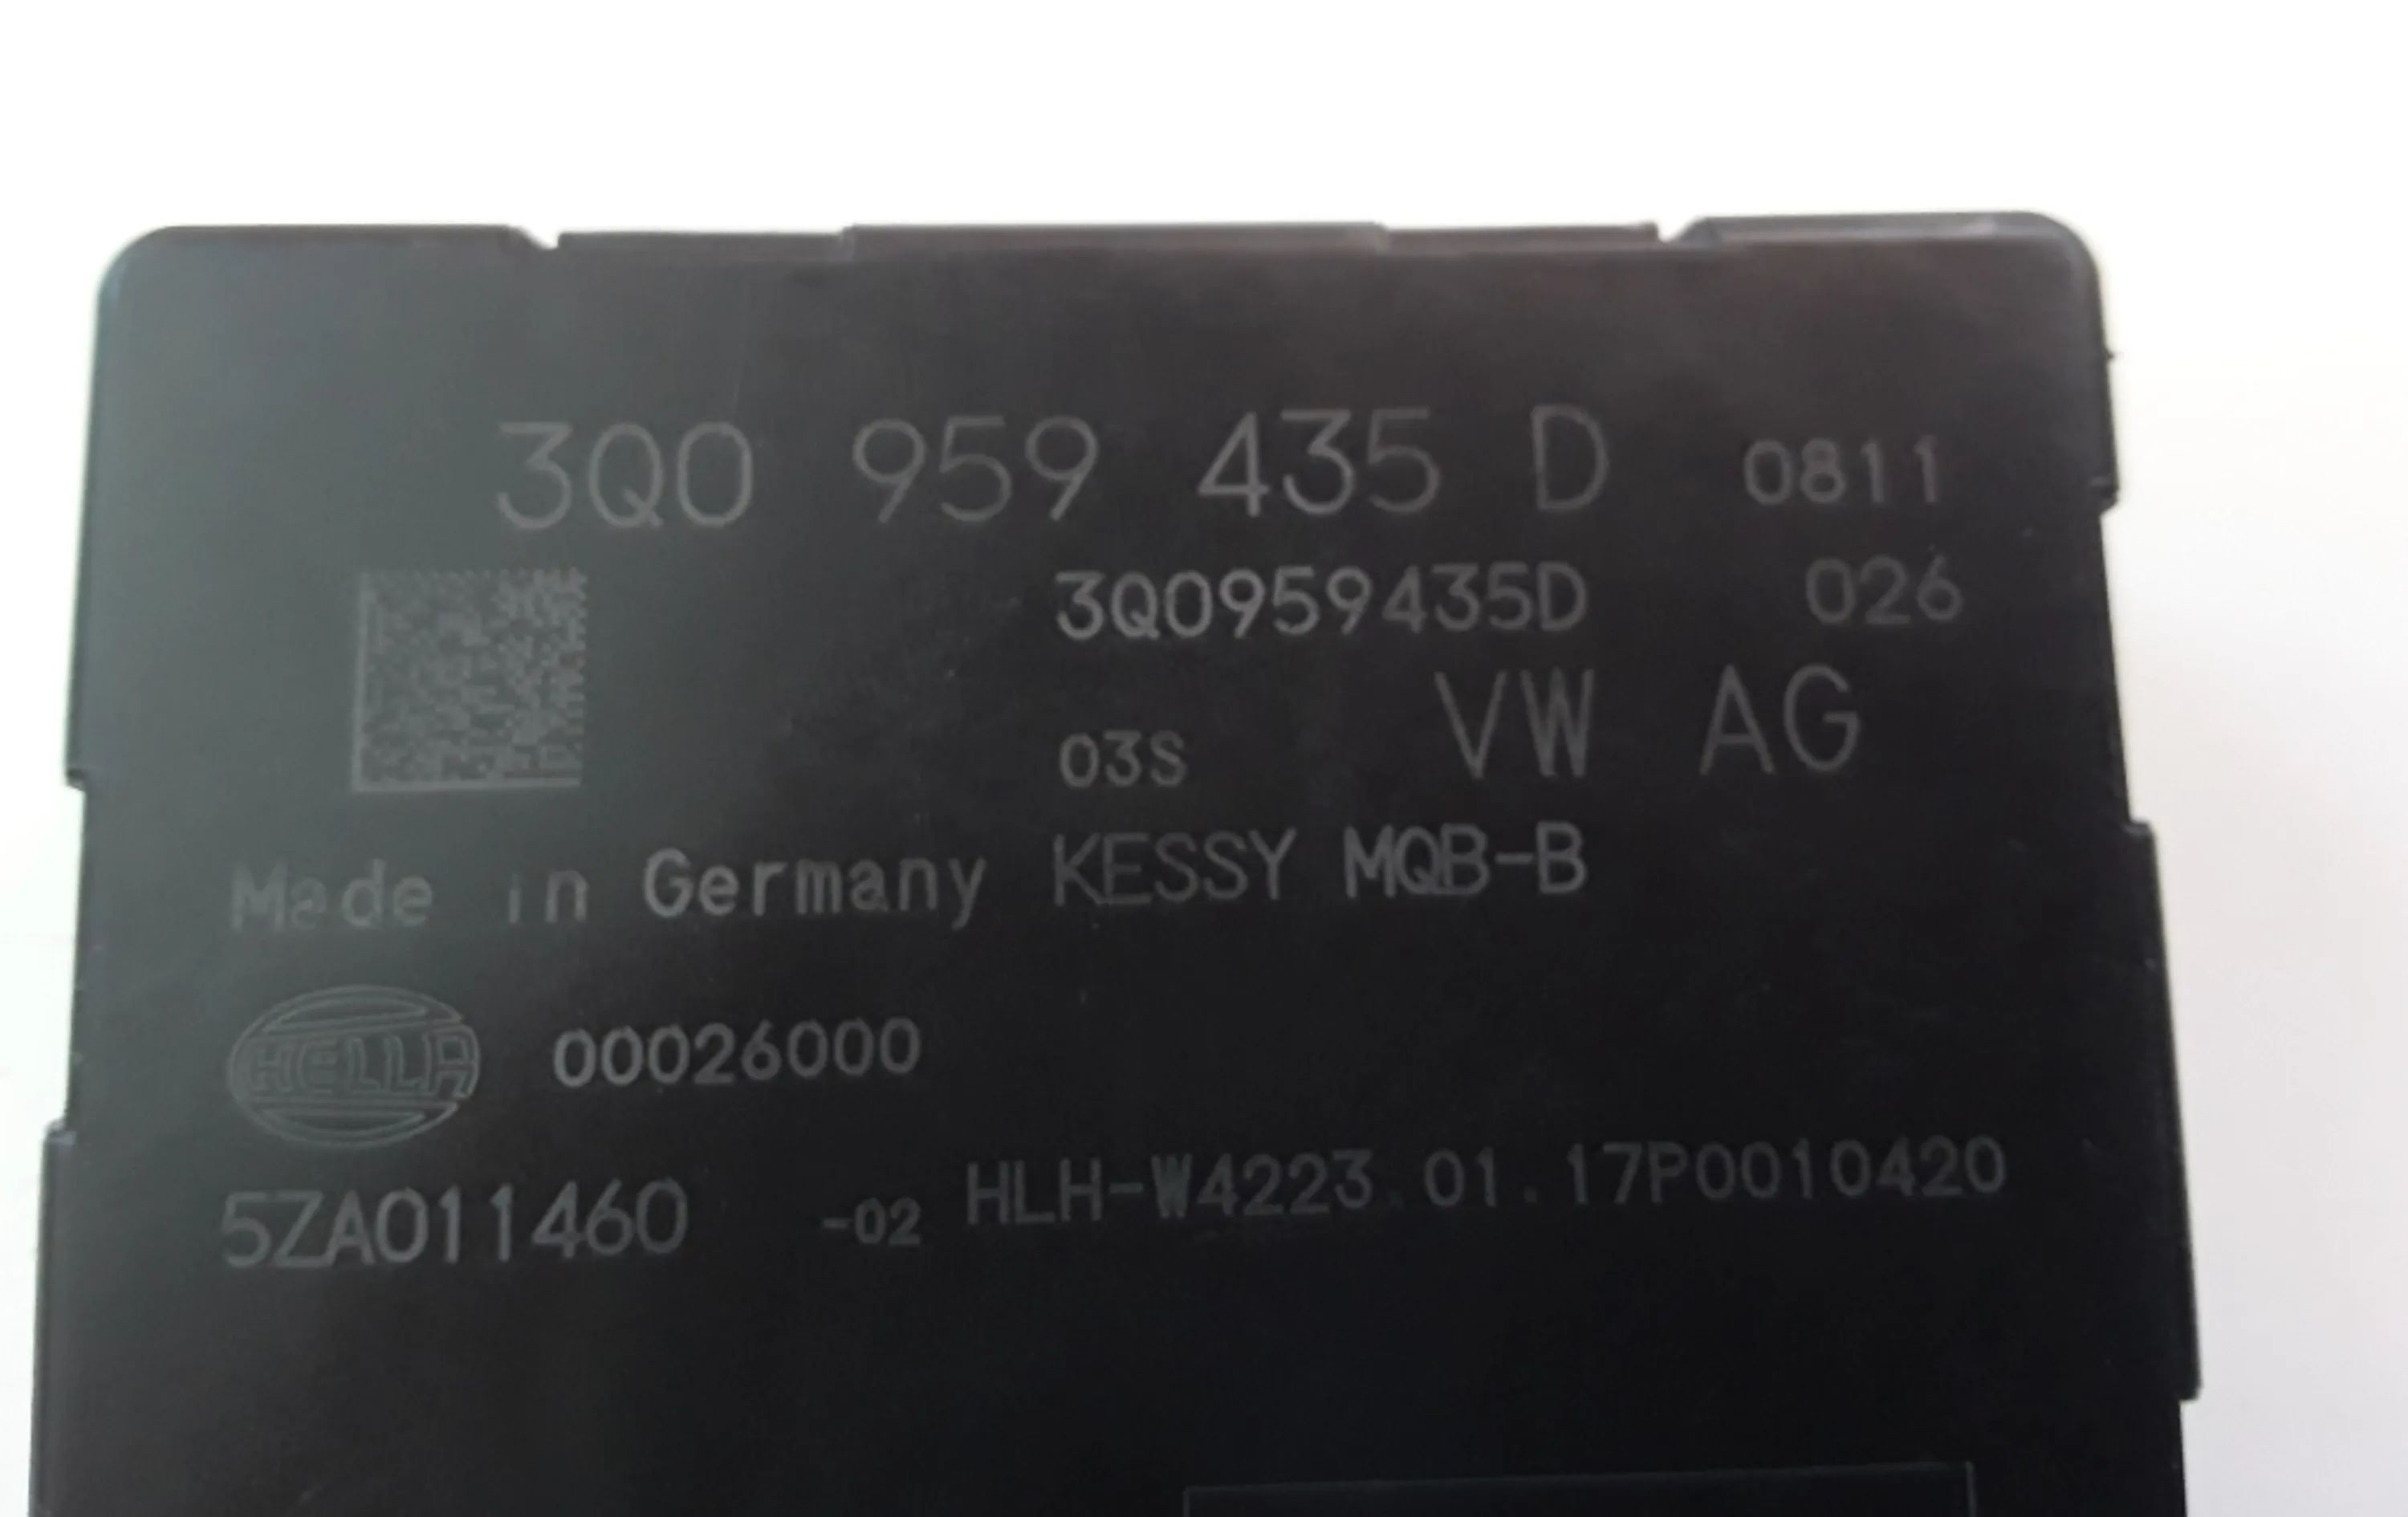 3Q0 959 435 D 0811
3Q0959435D 026
03S VW AG
Made in Germany KESSY MQB-B
HELLA 00026000
5ZA011460 -02 HLH-W4223.01.17P0010420